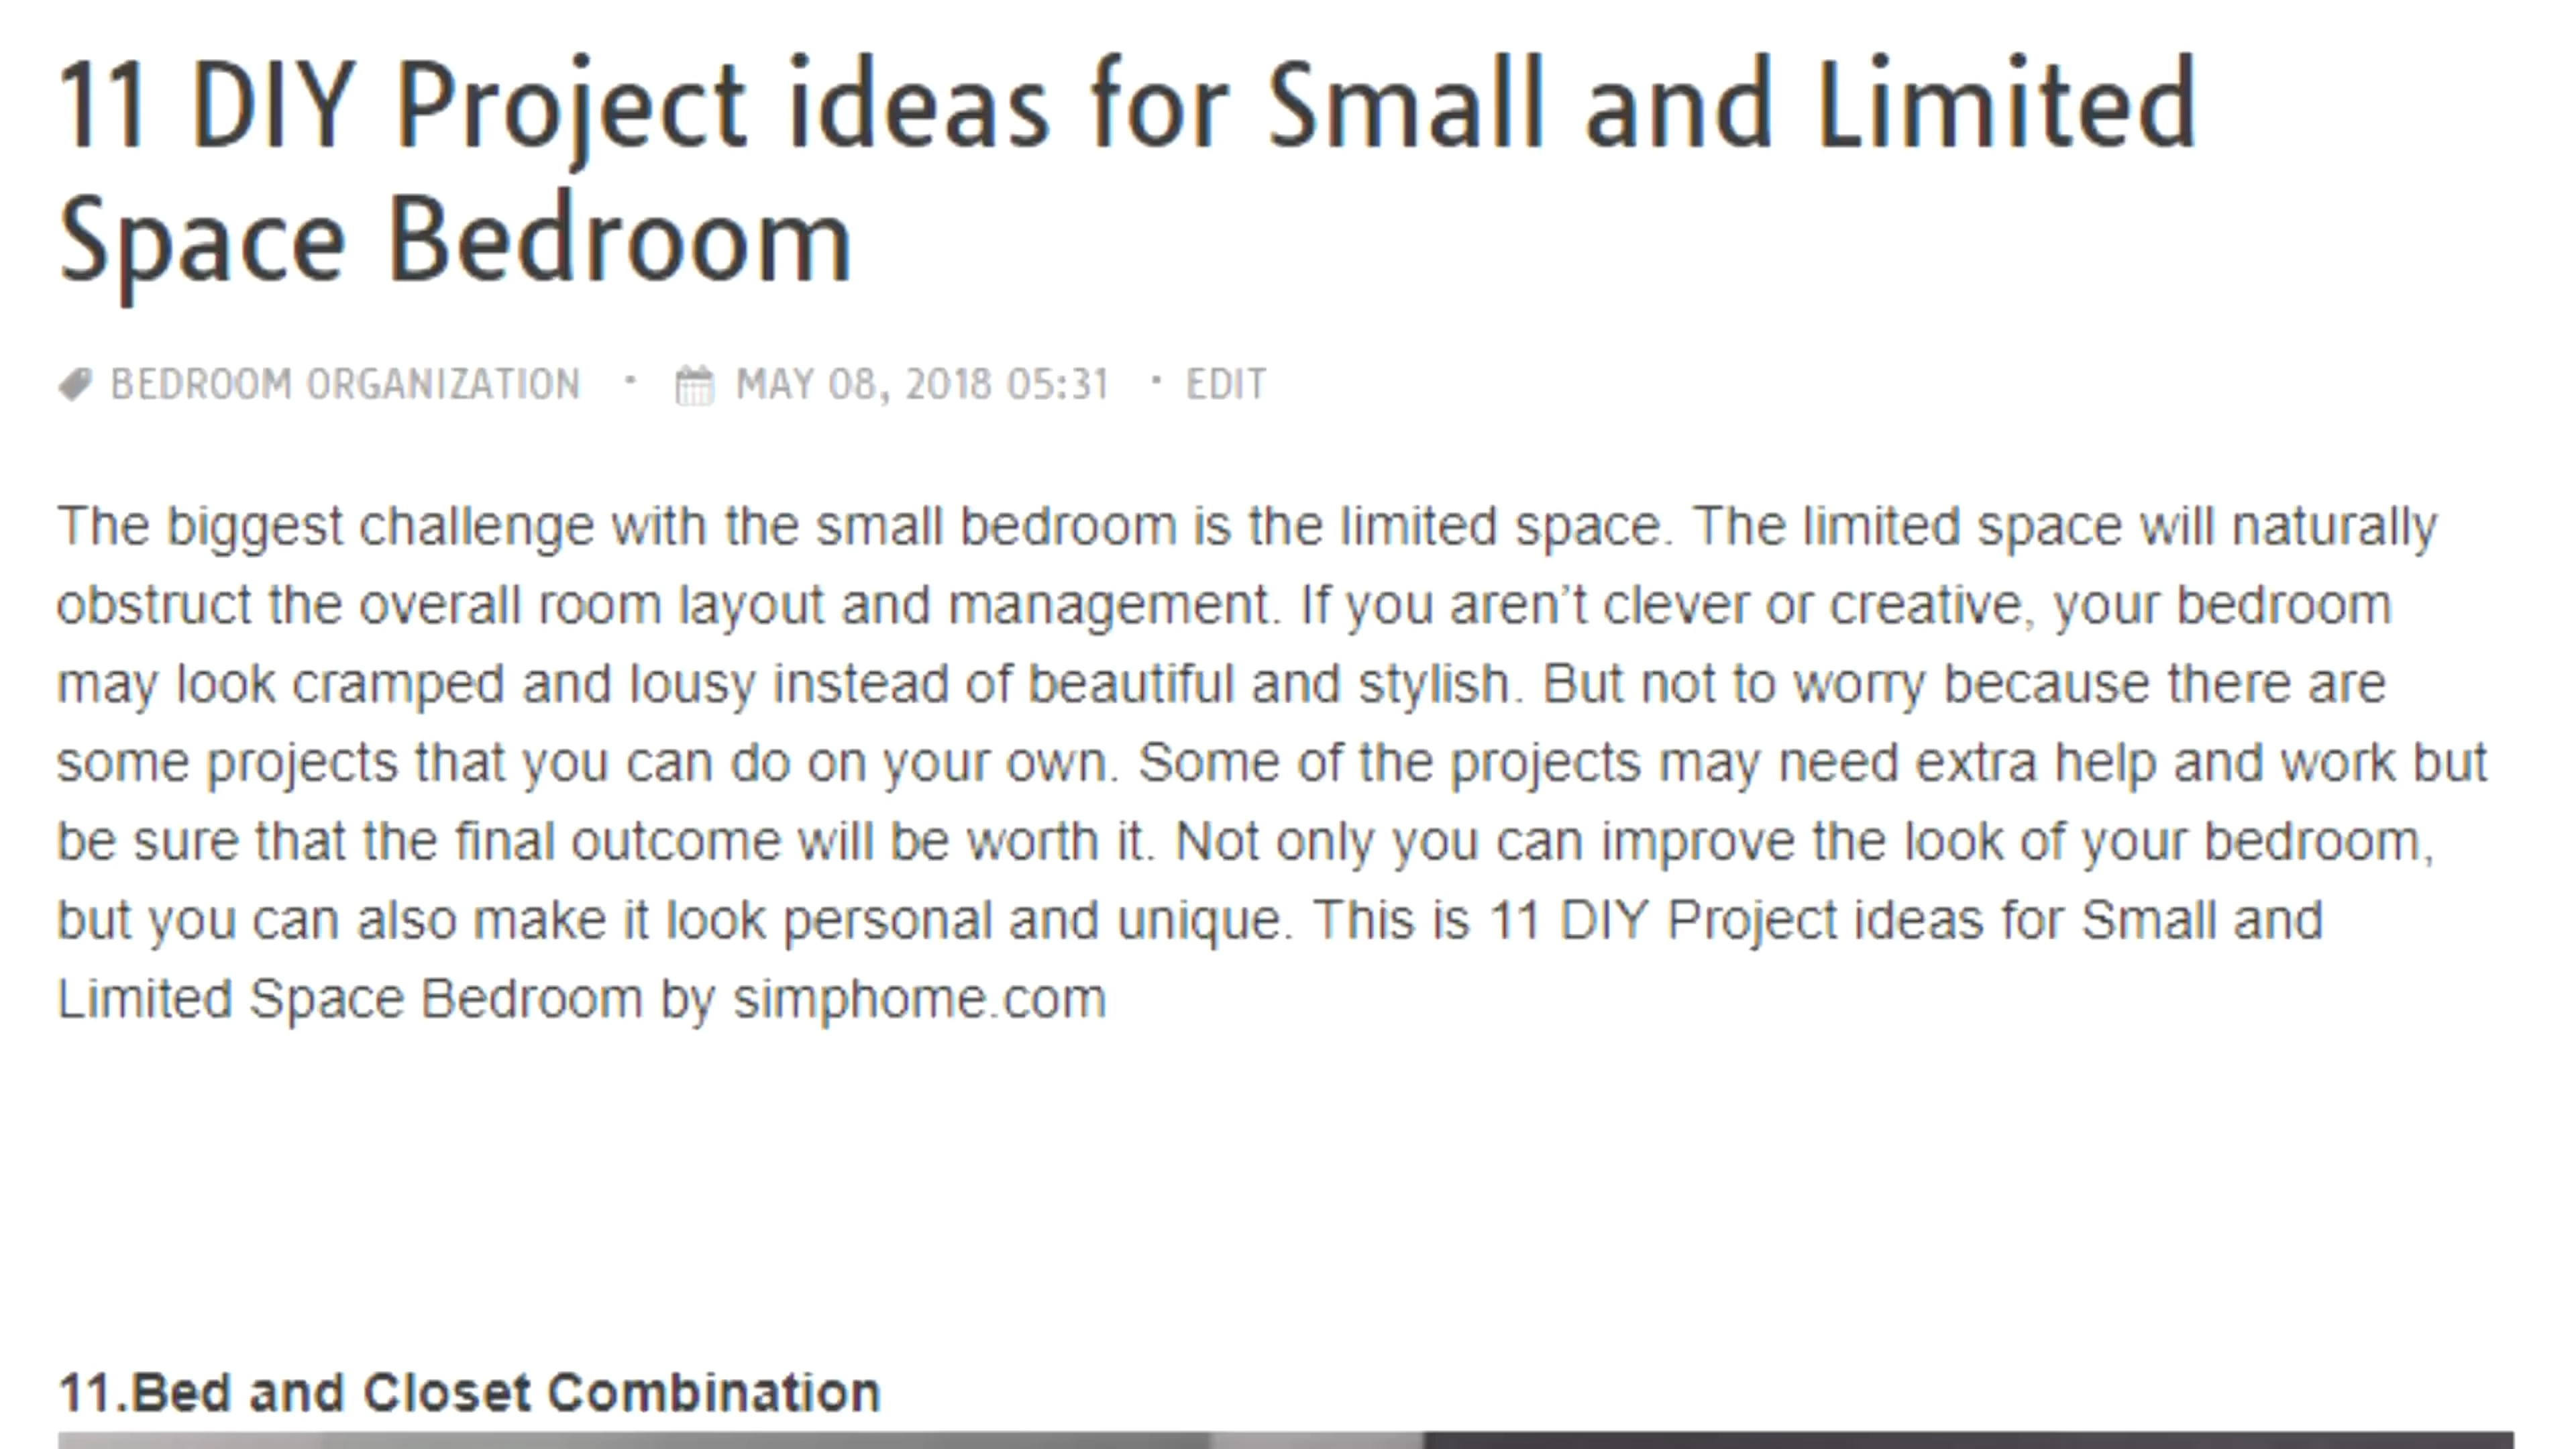 11 DIY Project ideas for Small and Limited
Space Bedroom
BEDROOM ORGANIZATION · MAY 08, 2018 05:31 · EDIT
The biggest challenge with the small bedroom is the limited space. The limited space will naturally
obstruct the overall room layout and management. If you aren’t clever or creative, your bedroom
may look cramped and lousy instead of beautiful and stylish. But not to worry because there are
some projects that you can do on your own. Some of the projects may need extra help and work but
be sure that the final outcome will be worth it. Not only you can improve the look of your bedroom,
but you can also make it look personal and unique. This is 11 DIY Project ideas for Small and
Limited Space Bedroom by simphome.com
11.Bed and Closet Combination